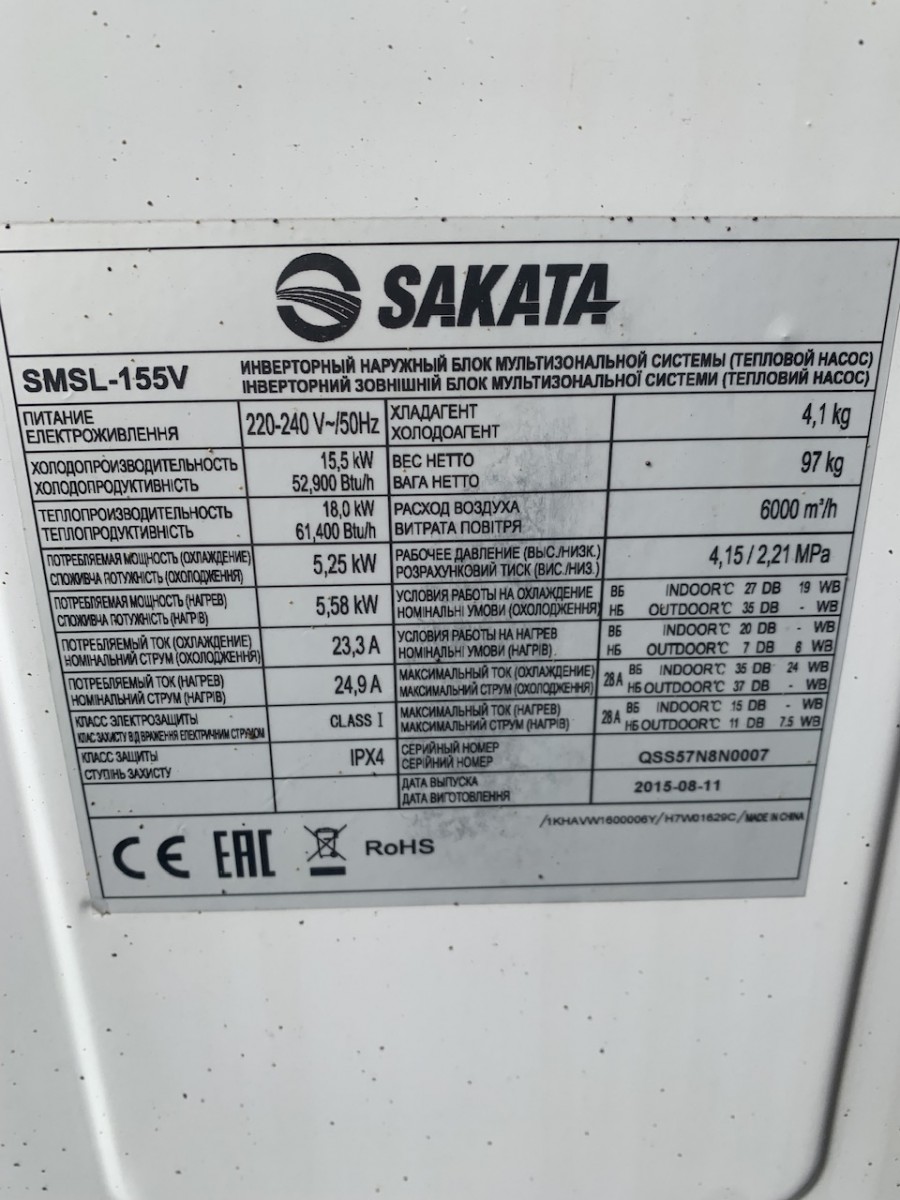 SAKATA
SMSL-155V
ИНВЕРТОРНЫЙ НАРУЖНЫЙ БЛОК МУЛЬТИЗОНАЛЬНОЙ СИСТЕМЫ (ТЕПЛОВОЙ НАСОС)
ІНВЕРТОРНИЙ ЗОВНІШНІЙ БЛОК МУЛЬТИЗОНАЛЬНОЇ СИСТЕМИ (ТЕПЛОВИЙ НАСОС)
ПИТАНИЕ
ЕЛЕКТРОЖИВЛЕННЯ
220-240 V~/50Hz
ХЛАДАГЕНТ
ХОЛОДОАГЕНТ
4,1 kg
ХОЛОДОПРОИЗВОДИТЕЛЬНОСТЬ
ХОЛОДОПРОДУКТИВНІСТЬ
15,5 kW
52,900 Btu/h
ВЕС НЕТТО
ВАГА НЕТТО
97 kg
ТЕПЛОПРОИЗВОДИТЕЛЬНОСТЬ
ТЕПЛОПРОДУКТИВНІСТЬ
18,0 kW
61,400 Btu/h
РАСХОД ВОЗДУХА
ВИТРАТА ПОВІТРЯ
6000 m³/h
ПОТРЕБЛЯЕМАЯ МОЩНОСТЬ (ОХЛАЖДЕНИЕ)
СПОЖИВЧА ПОТУЖНІСТЬ (ОХОЛОДЖЕННЯ)
5,25 kW
РАБОЧЕЕ ДАВЛЕНИЕ (ВЫС./НИЗК.)
РОЗРАХУНКОВИЙ ТИСК (ВИС./НИЗ.)
4,15 / 2,21 MPa
ПОТРЕБЛЯЕМАЯ МОЩНОСТЬ (НАГРЕВ)
СПОЖИВЧА ПОТУЖНІСТЬ (НАГРІВ)
5,58 kW
УСЛОВИЯ РАБОТЫ НА ОХЛАЖДЕНИЕ
НОМІНАЛЬНІ УМОВИ (ОХОЛОДЖЕННЯ)
ВБ INDOOR℃ 27 DB 19 WB
НБ OUTDOOR℃ 35 DB - WB
ПОТРЕБЛЯЕМЫЙ ТОК (ОХЛАЖДЕНИЕ)
НОМІНАЛЬНИЙ СТРУМ (ОХОЛОДЖЕННЯ)
23,3 A
УСЛОВИЯ РАБОТЫ НА НАГРЕВ
НОМІНАЛЬНІ УМОВИ (НАГРІВ)
ВБ INDOOR℃ 20 DB - WB
НБ OUTDOOR℃ 7 DB 6 WB
ПОТРЕБЛЯЕМЫЙ ТОК (НАГРЕВ)
НОМІНАЛЬНИЙ СТРУМ (НАГРІВ)
24,9 A
МАКСИМАЛЬНЫЙ ТОК (ОХЛАЖДЕНИЕ)
МАКСИМАЛЬНИЙ СТРУМ (ОХОЛОДЖЕННЯ)
28 A
ВБ INDOOR℃ 35 DB 24 WB
НБ OUTDOOR℃ 37 DB - WB
КЛАСС ЭЛЕКТРОЗАЩИТЫ
КЛАС ЗАХИСТУ ВІД ВРАЖЕННЯ ЕЛЕКТРИЧНИМ СТРУМОМ
CLASS I
МАКСИМАЛЬНЫЙ ТОК (НАГРЕВ)
МАКСИМАЛЬНИЙ СТРУМ (НАГРІВ)
28 A
ВБ INDOOR℃ 15 DB - WB
НБ OUTDOOR℃ 11 DB 7.5 WB
КЛАСС ЗАЩИТЫ
СТУПІНЬ ЗАХИСТУ
IPX4
СЕРИЙНЫЙ НОМЕР
СЕРІЙНИЙ НОМЕР
QSS57N8N0007
ДАТА ВЫПУСКА
ДАТА ВИГОТОВЛЕННЯ
2015-08-11
/1KHAVW1600006Y/H7W01629C/MADE IN CHINA
CE EAC RoHS